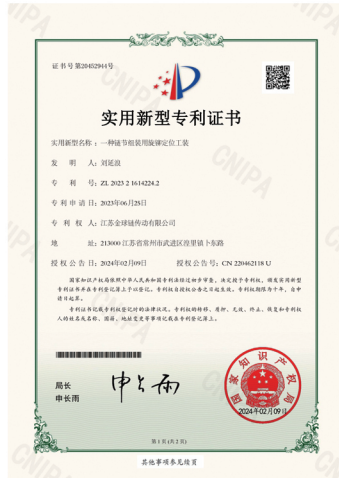 证书号第20452944号
实用新型专利证书
实用新型名称：一种链节组装用旋铆定位工装
发 明 人：刘延浪
专 利 号：ZL 2023 2 1614224.2
专利申请日：2023年06月25日
专 利 权 人：江苏金球链传动有限公司
地 址：213000 江苏省常州市武进区湟里镇卜东路
授权公告日：2024年02月09日 授权公告号：CN 220462118 U
国家知识产权局依照中华人民共和国专利法经过初步审查，决定授予专利权，颁发实用新型
专利证书并在专利登记簿上予以登记。专利权自授权公告之日起生效。专利权期限为十年，自申
请日起算。
专利证书记载专利权登记时的法律状况。专利权的转移、质押、无效、终止、恢复和专利权
人的姓名或名称、国籍、地址变更等事项记载在专利登记簿上。
局长
申长雨
申长雨
国家知识产权局
2024年02月09日
第 1 页 (共 2 页)
其他事项参见续页
CNIPA
CNIPA
CNIPA